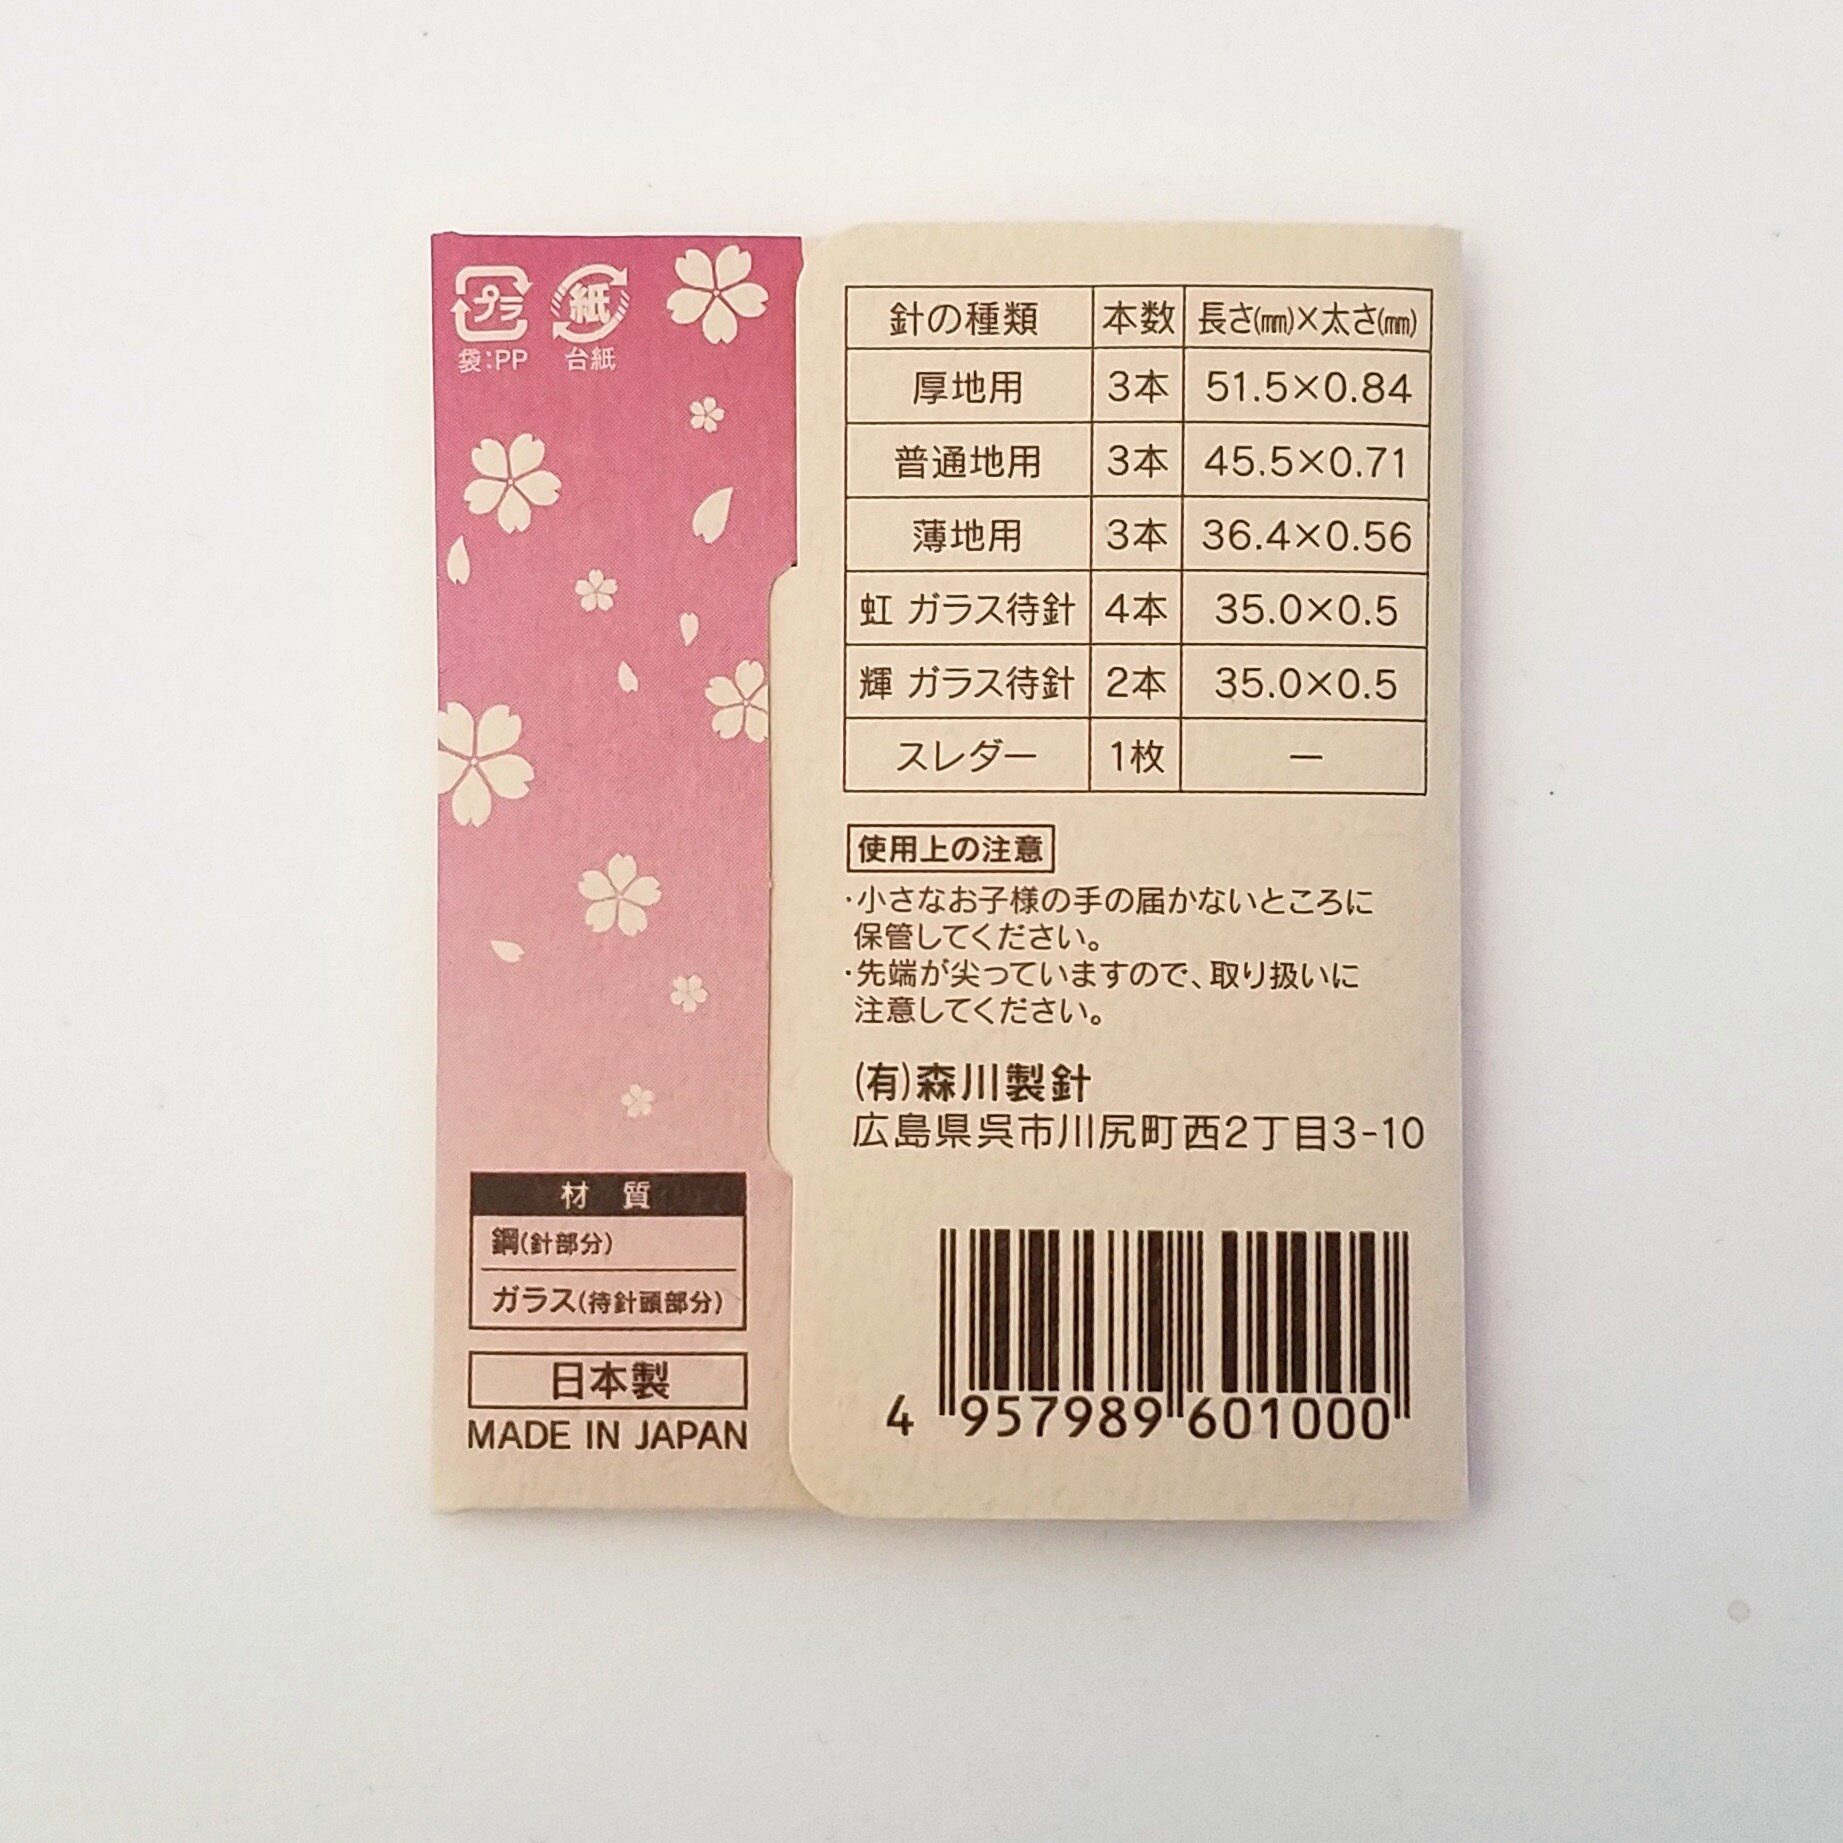 プラ
袋:PP
紙
台紙
材 質
鋼(針部分)
ガラス(待針頭部分)
日本製
MADE IN JAPAN
針の種類 本数 長さ(㎜)×太さ(㎜)
厚地用 3本 51.5×0.84
普通地用 3本 45.5×0.71
薄地用 3本 36.4×0.56
虹 ガラス待針 4本 35.0×0.5
輝 ガラス待針 2本 35.0×0.5
スレダー 1枚 ―
使用上の注意
・小さなお子様の手の届かないところに
保管してください。
・先端が尖っていますので、取り扱いに
注意してください。
(有)森川製針
広島県呉市川尻町西2丁目3-10
4 957989 601000